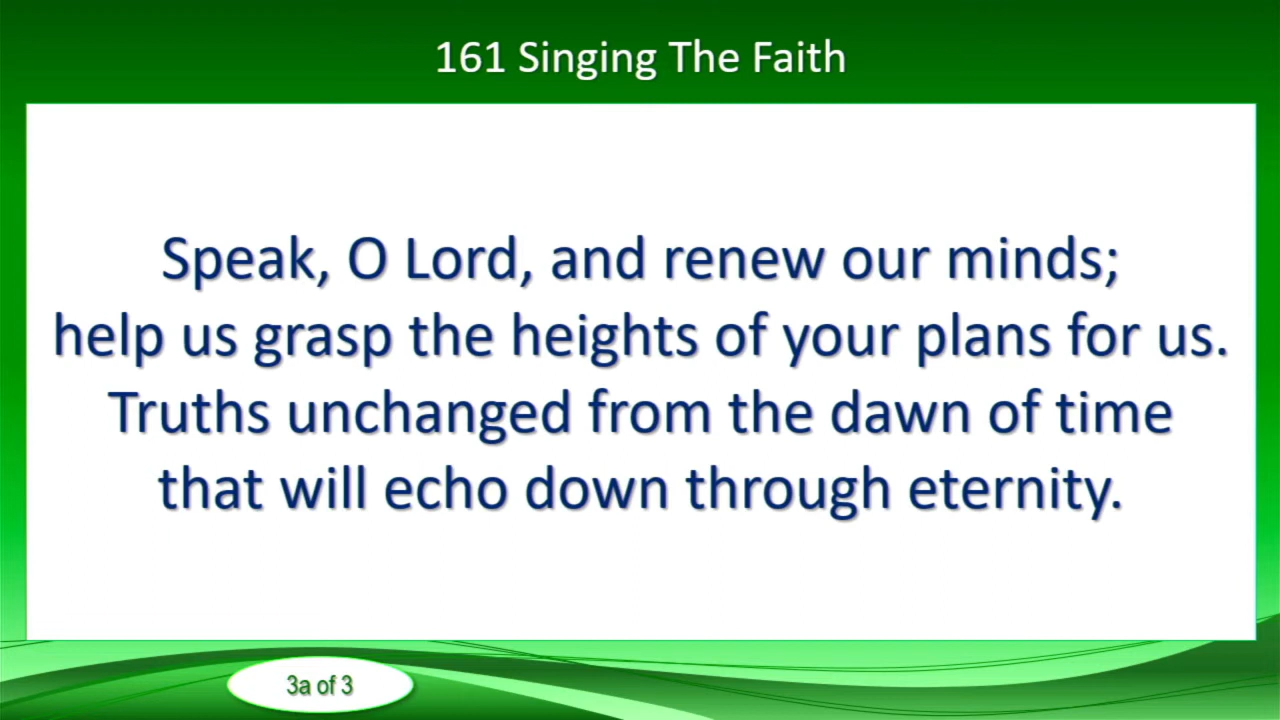 161 Singing The Faith
Speak, O Lord, and renew our minds;
help us grasp the heights of your plans for us.
Truths unchanged from the dawn of time
that will echo down through eternity.
3a of 3